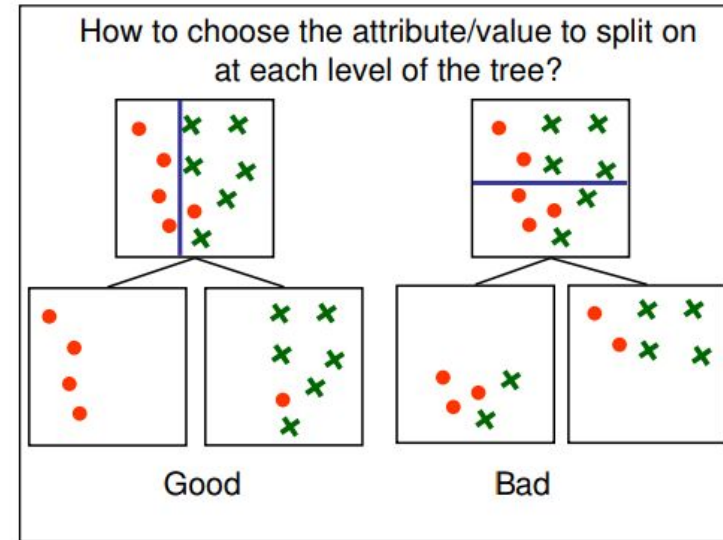 How to choose the attribute/value to split on
at each level of the tree?
Good
Bad